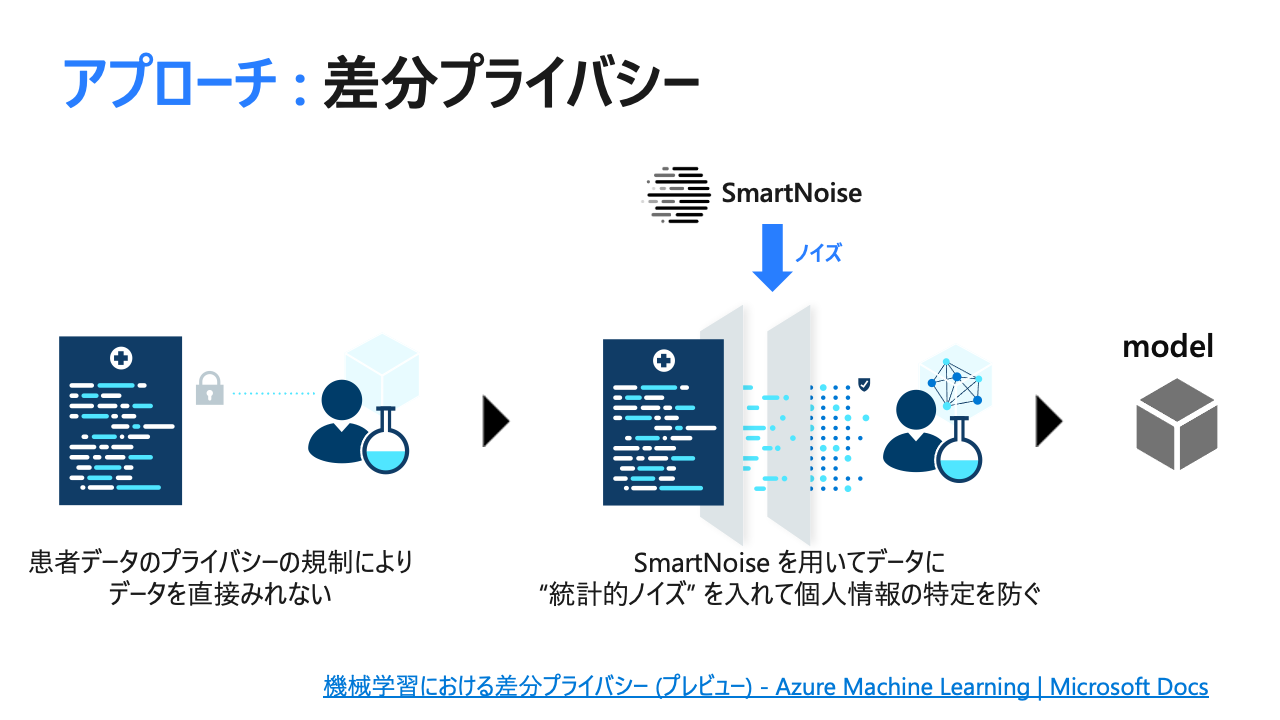 アプローチ : 差分プライバシー
SmartNoise
ノイズ
model
患者データのプライバシーの規制により
データを直接みれない
SmartNoise を用いてデータに
“統計的ノイズ” を入れて個人情報の特定を防ぐ
機械学習における差分プライバシー (プレビュー) - Azure Machine Learning | Microsoft Docs